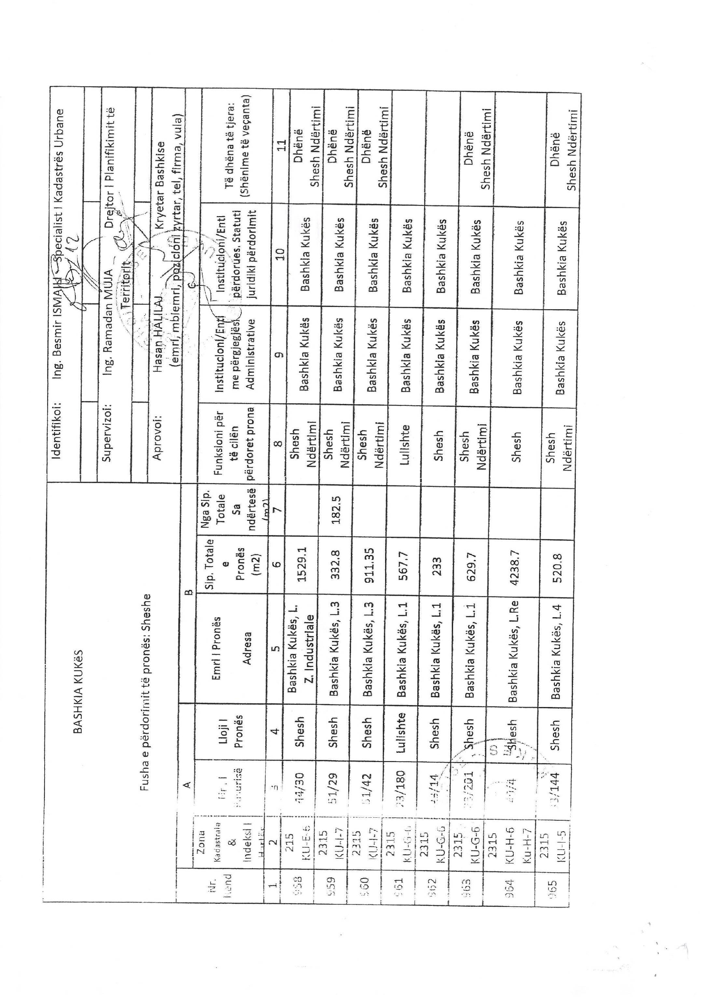 BASHKIA KUKËS
Fusha e përdorimit të pronës: Sheshe
Identifikoi: Ing. Besmir ISMAILI Specialist I Kadastrës Urbane
Supervizoi: Ing. Ramadan MUJA Drejtor I Planifikimit të
Territorit
Aprovoi: Hasan HALILAJ Kryetar Bashkise
(emri, mbiemri, pozicioni zyrtar, tel, firma, vula)
A B
Nr.
Rend
Zona
Kadastrale
&
Indeksi I
Nr. I
Pasurisë
Lloji I
Pronës
Emri I Pronës
Adresa
Sip. Totale
e
Pronës
(m2)
Nga Sip.
Totale
Sa
ndërtesë
(m2)
Funksioni për
të cilën
përdoret prona
Institucioni/Enti
me përgjegjësi
Administrative
Institucioni/Enti
përdorues. Statuti
juridiki përdorimit
Të dhëna të tjera:
(Shënime të veçanta)
1 2 3 4 5 6 7 8 9 10 11
958 215 44/30 Shesh Bashkia Kukës, L. 1529.1 Shesh Bashkia Kukës Bashkia Kukës Dhënë
KU-E-6 Z. Industriale Ndërtimi Shesh Ndërtimi
959 2315 51/29 Shesh Bashkia Kukës, L.3 332.8 182.5 Shesh Bashkia Kukës Bashkia Kukës Dhënë
KU-I-7 Ndërtimi Shesh Ndërtimi
960 2315 51/42 Shesh Bashkia Kukës, L.3 911.35 Shesh Bashkia Kukës Bashkia Kukës Dhënë
KU-I-7 Ndërtimi Shesh Ndërtimi
961 2315 23/180 Lulishte Bashkia Kukës, L.1 567.7 Lulishte Bashkia Kukës Bashkia Kukës
KU-G-6
962 2315 Shesh Bashkia Kukës, L.1 233 Shesh Bashkia Kukës Bashkia Kukës
KU-G-6
963 2315 Shesh Bashkia Kukës, L.1 629.7 Shesh Bashkia Kukës Bashkia Kukës Dhënë
KU-G-6 Ndërtimi Shesh Ndërtimi
964 2315 Shesh Bashkia Kukës, L.Re 4238.7 Shesh Bashkia Kukës Bashkia Kukës
KU-H-6
Ku-H-7
965 2315 Shesh Bashkia Kukës, L.4 520.8 Shesh Bashkia Kukës Bashkia Kukës Dhënë
KU-I-5 Ndërtimi Shesh Ndërtimi